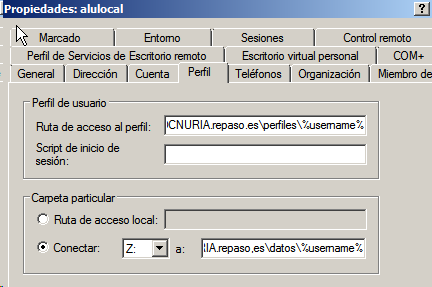 Propiedades: alulocal
Marcado Entorno Sesiones Control remoto
Perfil de Servicios de Escritorio remoto Escritorio virtual personal COM+
General Dirección Cuenta Perfil Teléfonos Organización Miembro de
Perfil de usuario
Ruta de acceso al perfil: CNURIA.repaso.es\perfiles\%username%
Script de inicio de
sesión:
Carpeta particular
Ruta de acceso local:
Conectar: Z: a: RIA.repaso,es\datos\%username%